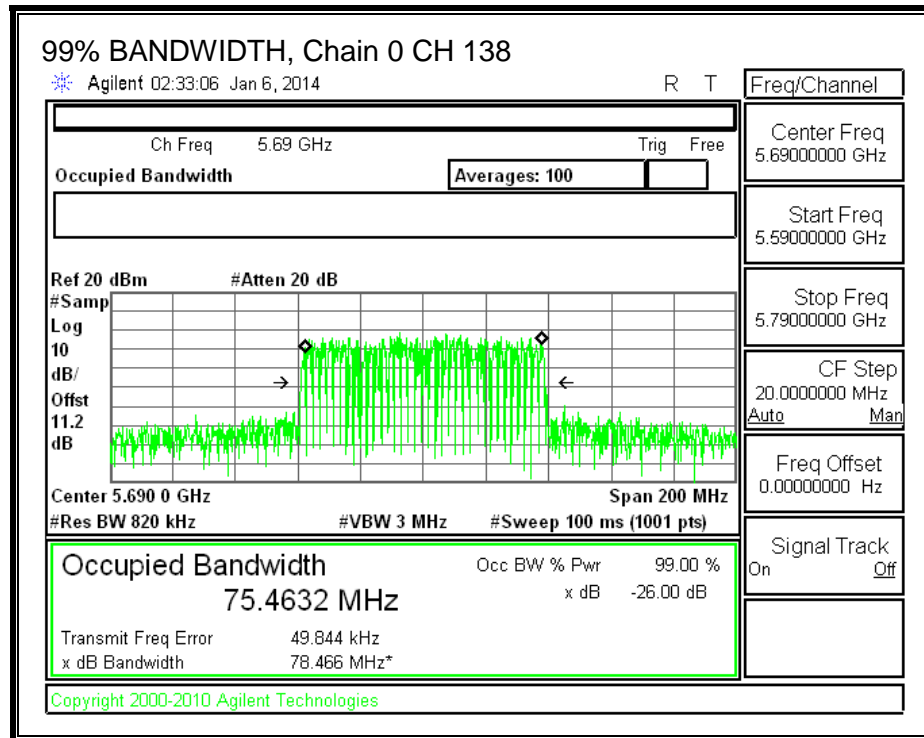 99% BANDWIDTH, Chain 0 CH 138
Agilent 02:33:06 Jan 6, 2014 R T
Ch Freq 5.69 GHz Trig Free
Occupied Bandwidth Averages: 100
Ref 20 dBm #Atten 20 dB
#Samp
Log
10
dB/
Offst
11.2
dB
Center 5.690 0 GHz Span 200 MHz
#Res BW 820 kHz #VBW 3 MHz #Sweep 100 ms (1001 pts)
Occupied Bandwidth Occ BW % Pwr 99.00 %
75.4632 MHz x dB -26.00 dB
Transmit Freq Error 49.844 kHz
x dB Bandwidth 78.466 MHz*
Copyright 2000-2010 Agilent Technologies
Freq/Channel
Center Freq
5.69000000 GHz
Start Freq
5.59000000 GHz
Stop Freq
5.79000000 GHz
CF Step
20.0000000 MHz
Auto Man
Freq Offset
0.00000000 Hz
Signal Track
On Off